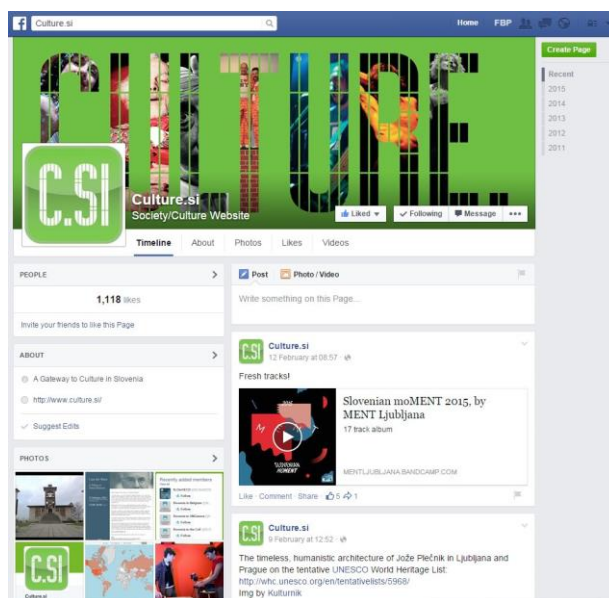 Culture.si
Home FBP
CULTURE.
Create Page
Recent
2015
2014
2013
2012
2011
C.SI
Culture.si
Society/Culture Website
Liked Following Message
Timeline About Photos Likes Videos
PEOPLE
1,118 likes
Invite your friends to like this Page
ABOUT
A Gateway to Culture in Slovenia
http://www.culture.si/
Suggest Edits
PHOTOS
Recently added members
C.SI
Post Photo / Video
Write something on this Page...
C.SI
Culture.si
12 February at 08:57
Fresh tracks!
Slovenian moMENT 2015, by
MENT Ljubljana
17 track album
MENTLJUBLJANA.BANDCAMP.COM
Like · Comment · Share · 5 1
C.SI
Culture.si
9 February at 12:52
The timeless, humanistic architecture of Jože Plečnik in Ljubljana and
Prague on the tentative UNESCO World Heritage List:
http://whc.unesco.org/en/tentativelists/5968/
Img by Kulturnik